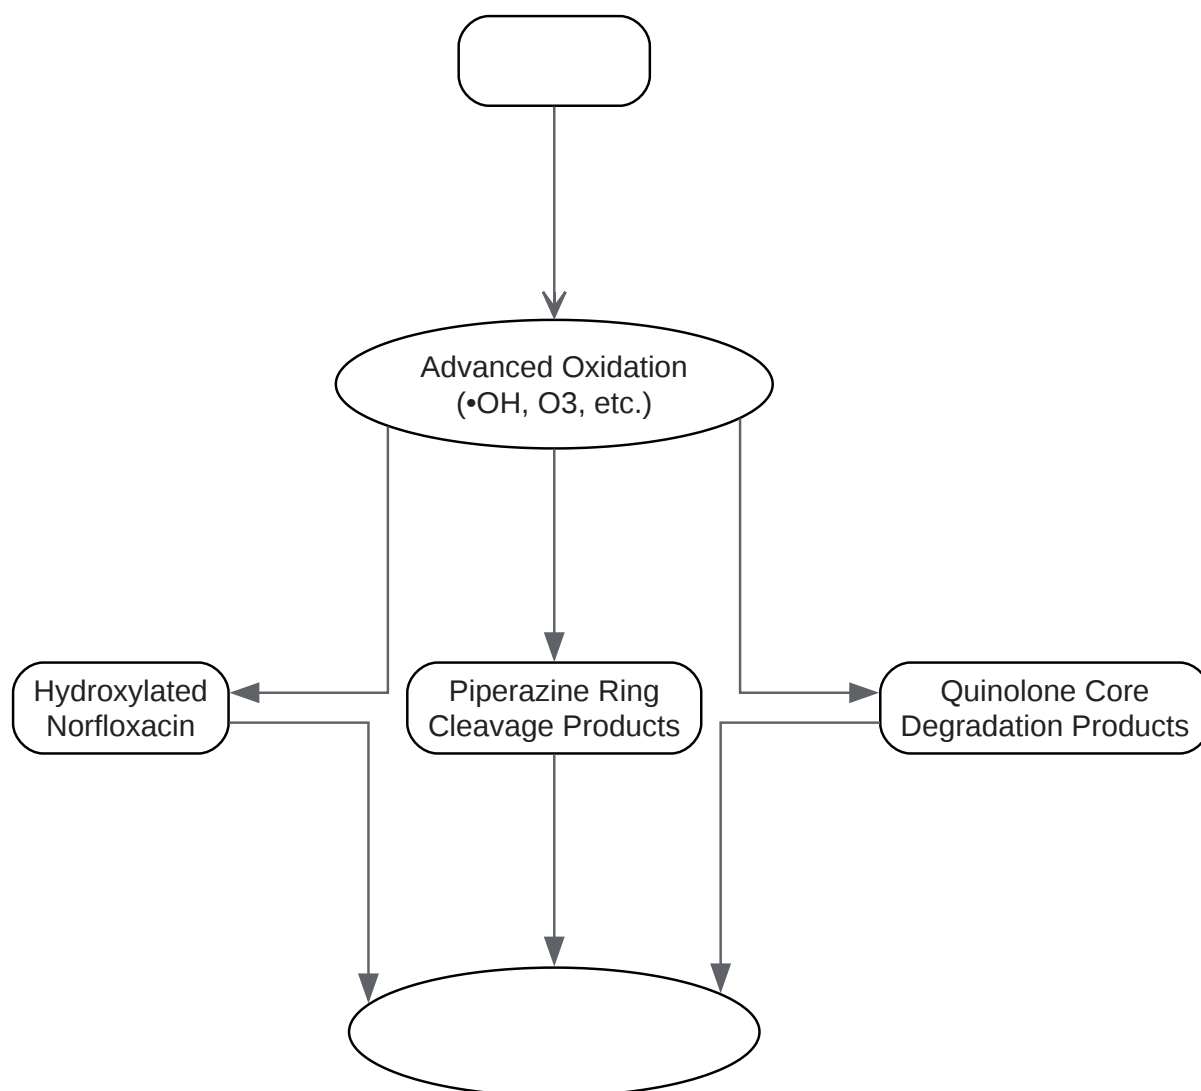 Advanced Oxidation
(•OH, O3, etc.)
Hydroxylated
Norfloxacin
Piperazine Ring
Cleavage Products
Quinolone Core
Degradation Products